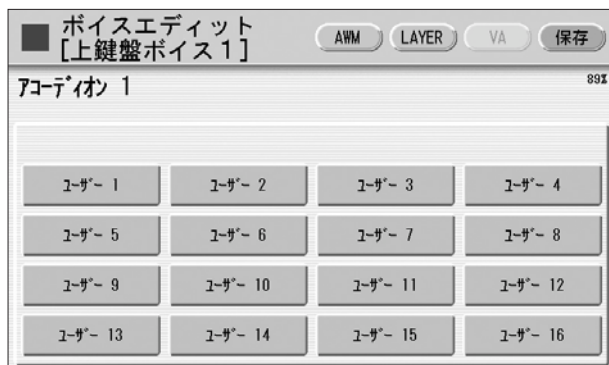 ボイスエディット
[上鍵盤ボイス1]
AWM LAYER VA 保存
アコーディオン 1
89%
ユーザー 1 ユーザー 2 ユーザー 3 ユーザー 4
ユーザー 5 ユーザー 6 ユーザー 7 ユーザー 8
ユーザー 9 ユーザー 10 ユーザー 11 ユーザー 12
ユーザー 13 ユーザー 14 ユーザー 15 ユーザー 16